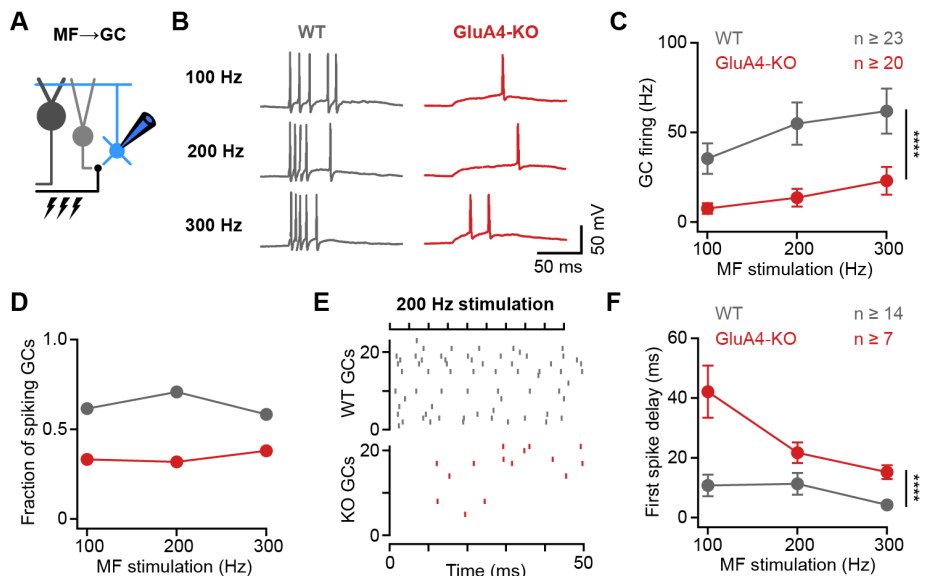 A
MF→GC
B
WT
GluA4-KO
100 Hz
200 Hz
300 Hz
50 mV
50 ms
C
WT
n ≥ 23
GluA4-KO
n ≥ 20
GC firing (Hz)
100
50
0
****
100
200
300
MF stimulation (Hz)
D
Fraction of spiking GCs
1.0
0.5
0
100
200
300
MF stimulation (Hz)
E
200 Hz stimulation
WT GCs
20
0
KO GCs
20
0
0
50
Time (ms)
F
WT
n ≥ 14
GluA4-KO
n ≥ 7
First spike delay (ms)
60
40
20
0
****
100
200
300
MF stimulation (Hz)